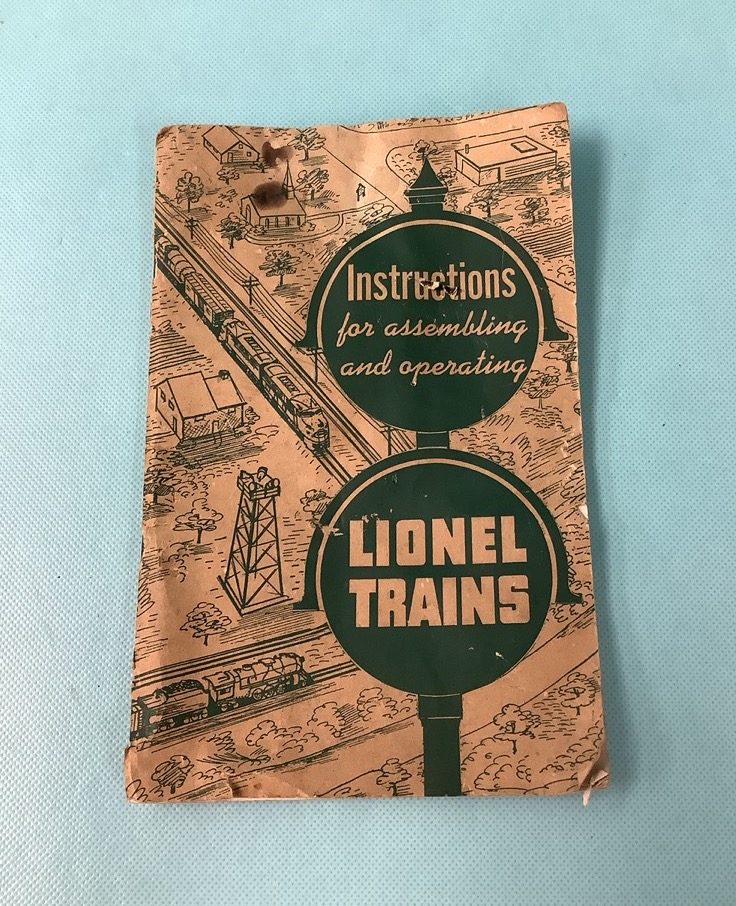 Instructions
for assembling
and operating
LIONEL
TRAINS